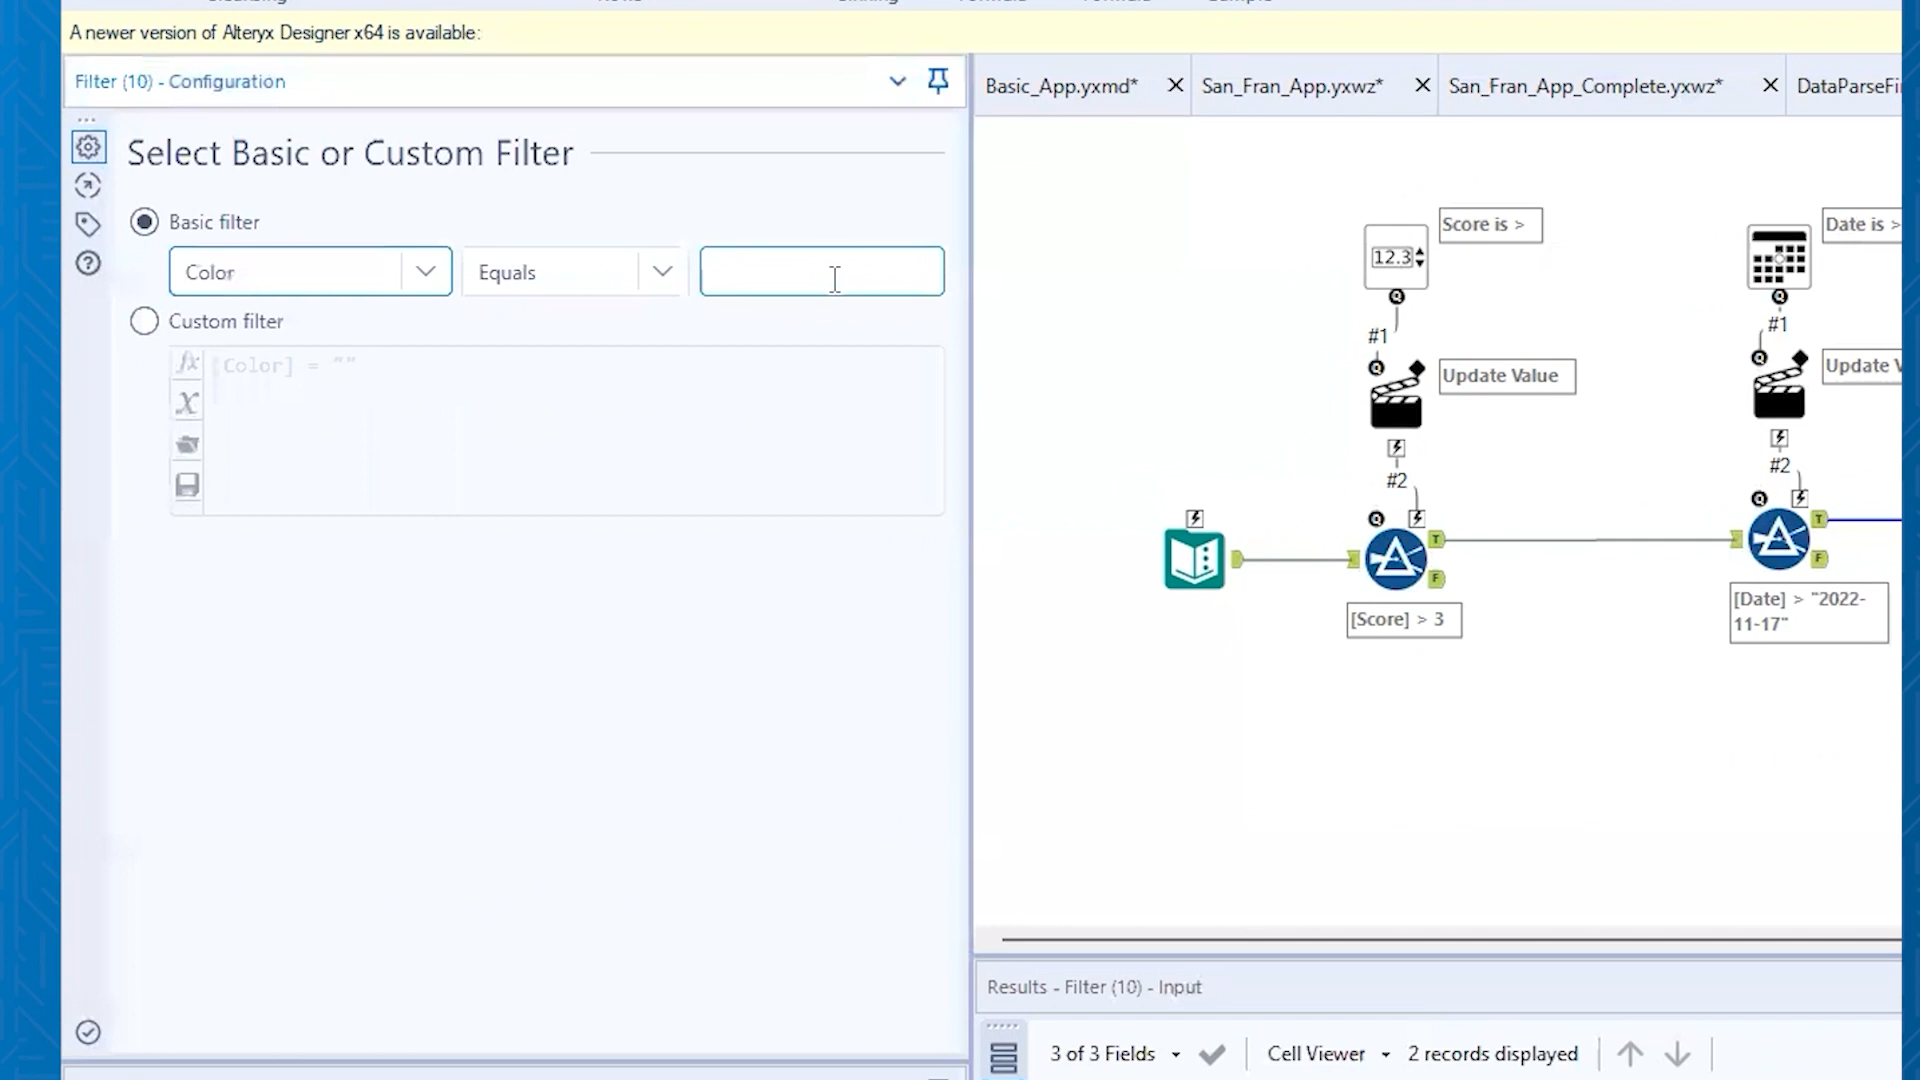 A newer version of Alteryx Designer x64 is available:
Filter (10) - Configuration
Select Basic or Custom Filter
Basic filter
Color
Equals
Custom filter
[Color] = ""
Basic_App.yxmd*
San_Fran_App.yxwz*
San_Fran_App_Complete.yxwz*
DataParseFi
Score is >
Date is >
12.3
#1
#1
Update Value
Update V
#2
#2
T
F
T
F
[Score] > 3
[Date] > "2022-
11-17"
Results - Filter (10) - Input
3 of 3 Fields
Cell Viewer
2 records displayed